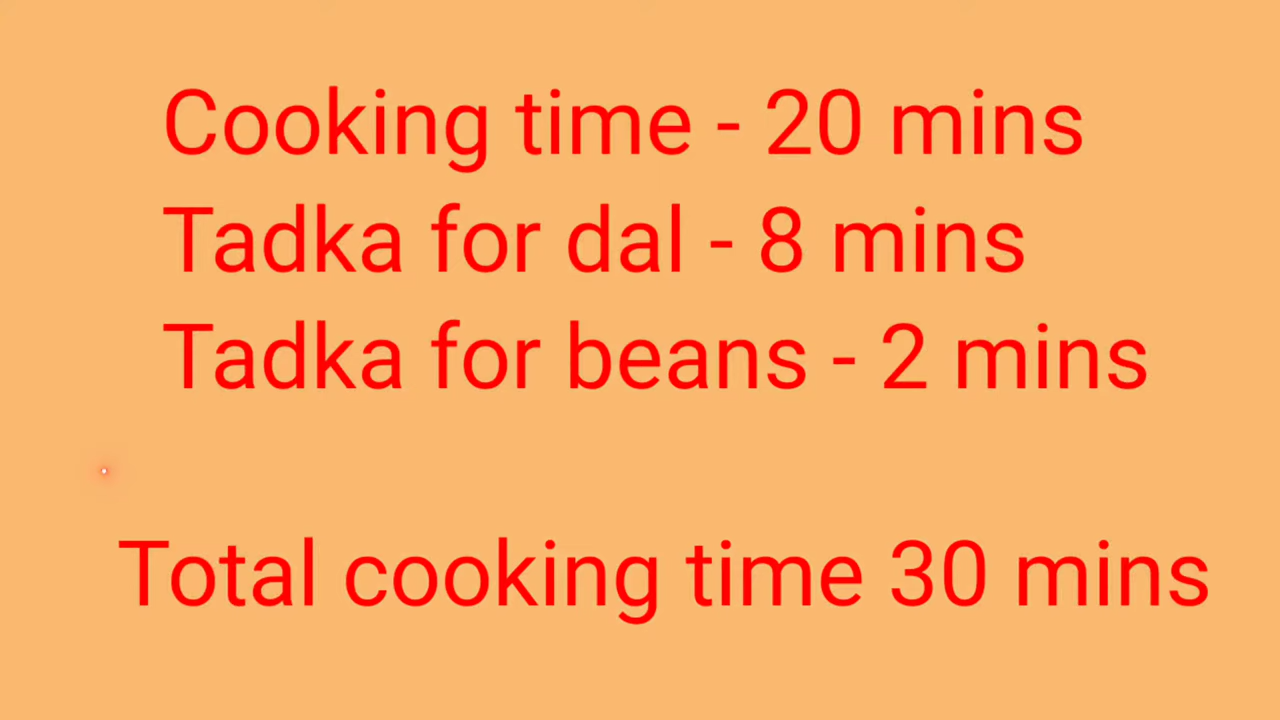 Cooking time - 20 mins
Tadka for dal - 8 mins
Tadka for beans - 2 mins
Total cooking time 30 mins